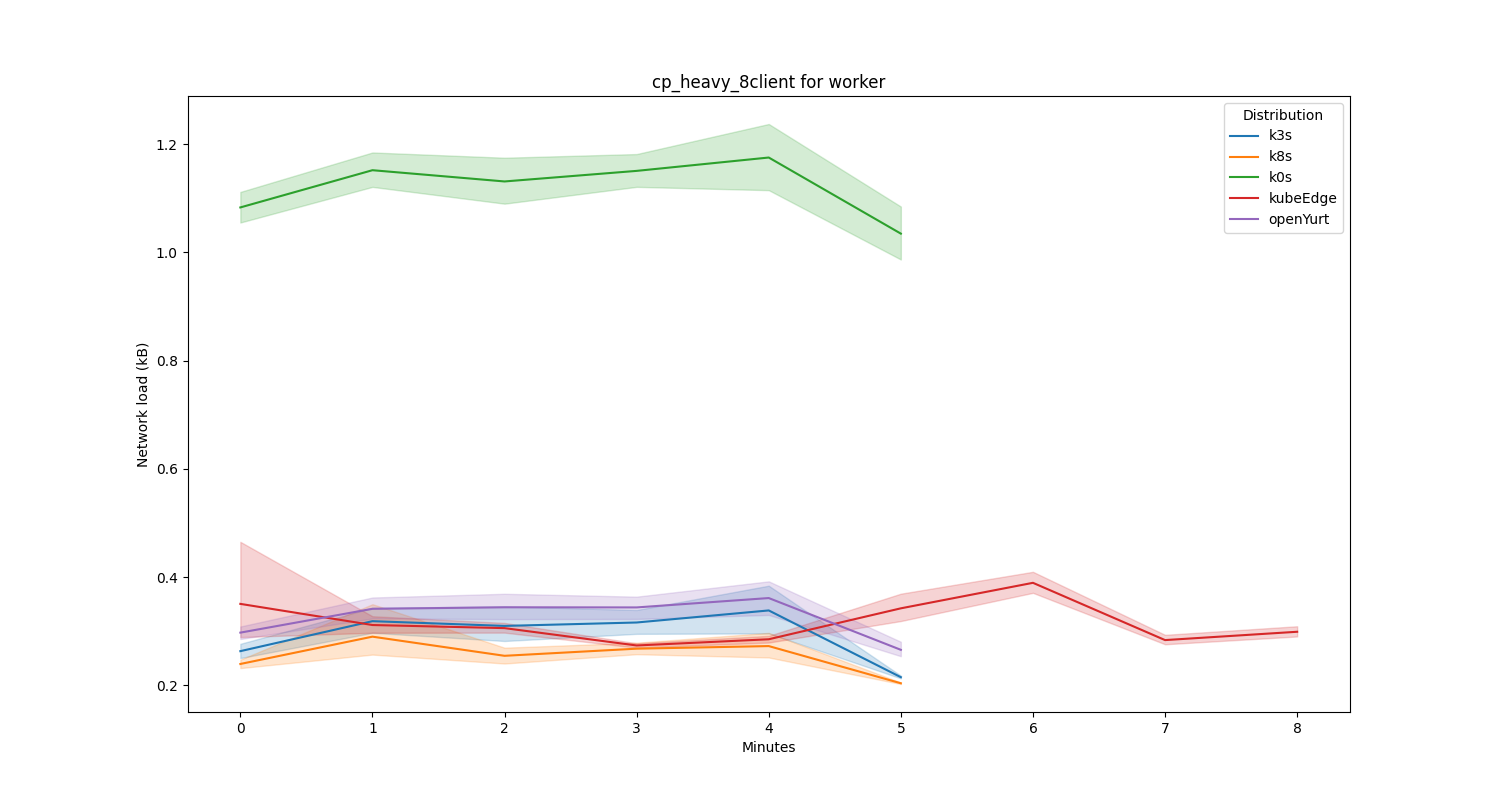 cp_heavy_8client for worker
Network load (kB)
1.2
1.0
0.8
0.6
0.4
0.2
0 1 2 3 4 5 6 7 8
Minutes
Distribution
k3s
k8s
k0s
kubeEdge
openYurt